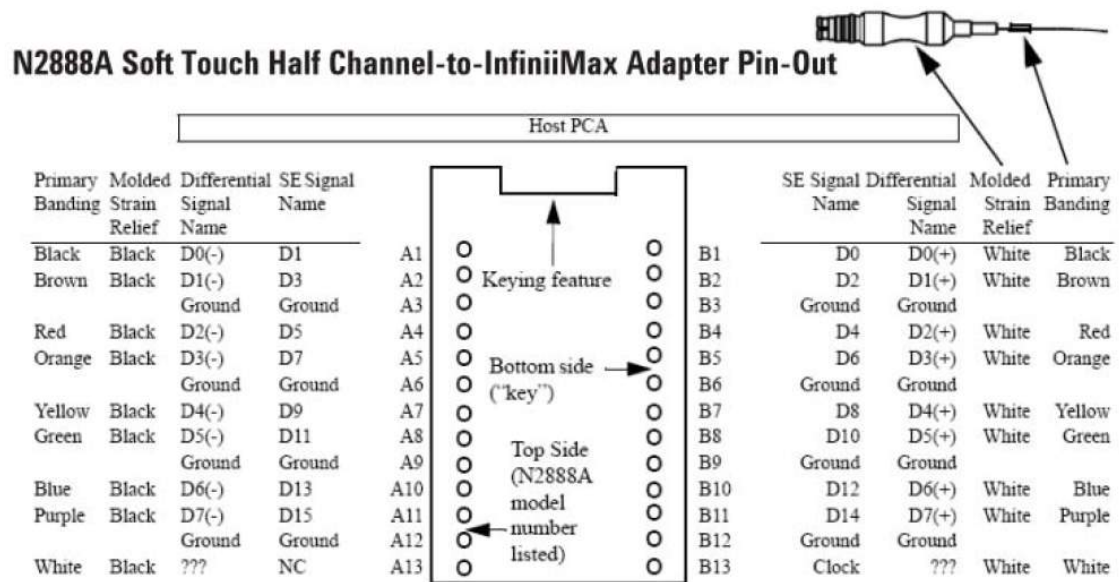 N2888A Soft Touch Half Channel-to-InfiniiMax Adapter Pin-Out
Host PCA
Primary Molded Differential SE Signal SE Signal Differential Molded Primary
Banding Strain Signal Name Name Signal Strain Banding
Relief Name Name Relief
Black Black D0(-) D1 A1 B1 D0 D0(+) White Black
Brown Black D1(-) D3 A2 Keying feature B2 D2 D1(+) White Brown
Ground Ground A3 B3 Ground Ground
Red Black D2(-) D5 A4 B4 D4 D2(+) White Red
Orange Black D3(-) D7 A5 Bottom side B5 D6 D3(+) White Orange
Ground Ground A6 ("key") B6 Ground Ground
Yellow Black D4(-) D9 A7 B7 D8 D4(+) White Yellow
Green Black D5(-) D11 A8 Top Side B8 D10 D5(+) White Green
Ground Ground A9 (N2888A B9 Ground Ground
Blue Black D6(-) D13 A10 model B10 D12 D6(+) White Blue
Purple Black D7(-) D15 A11 number B11 D14 D7(+) White Purple
Ground Ground A12 listed) B12 Ground Ground
White Black ??? NC A13 B13 Clock ??? White White